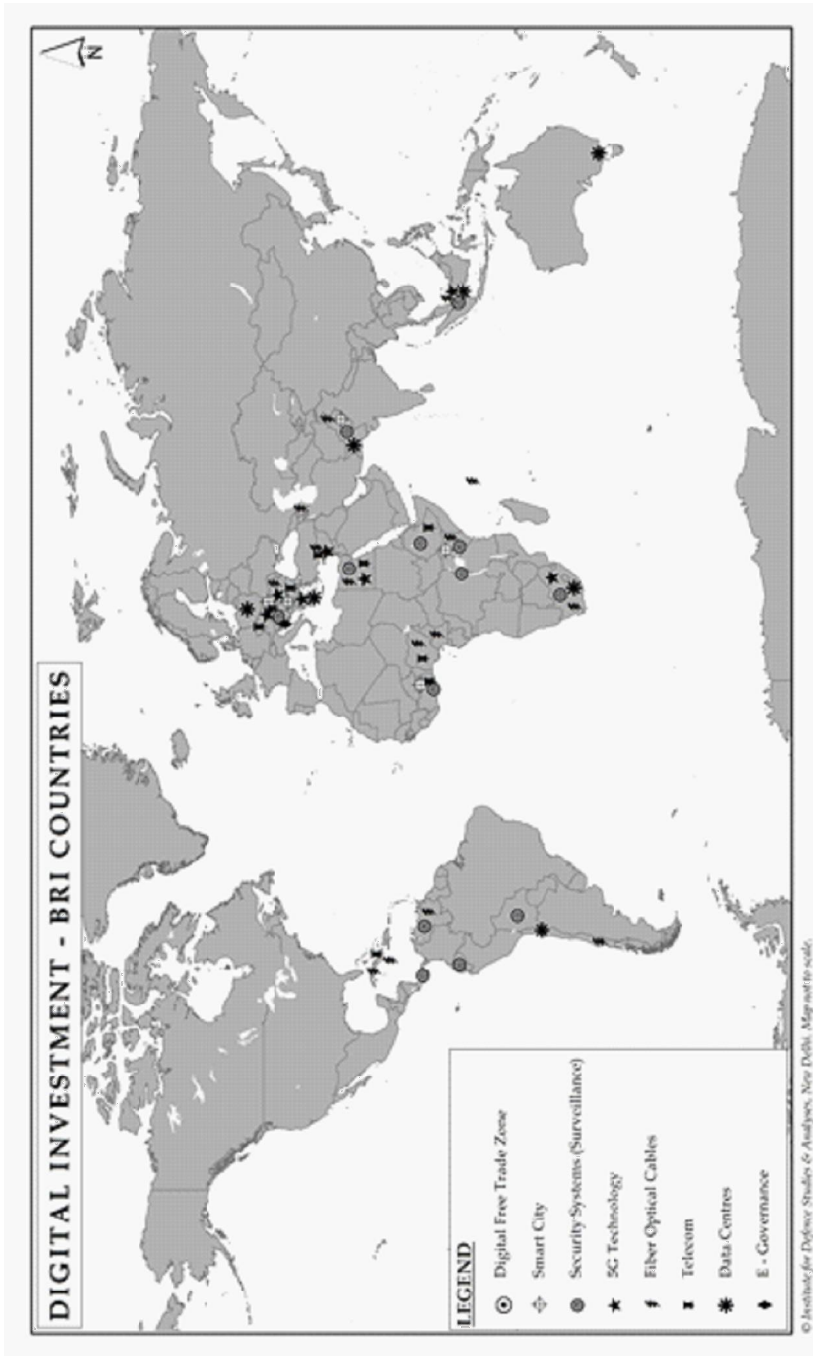 DIGITAL INVESTMENT - BRI COUNTRIES
N
LEGEND
Digital Free Trade Zone
Smart City
Security Systems (Surveillance)
5G Technology
Fiber Optical Cables
Telecom
Data Centres
E - Governance
© Institute for Defence Studies & Analyses, New Delhi. Map not to scale.